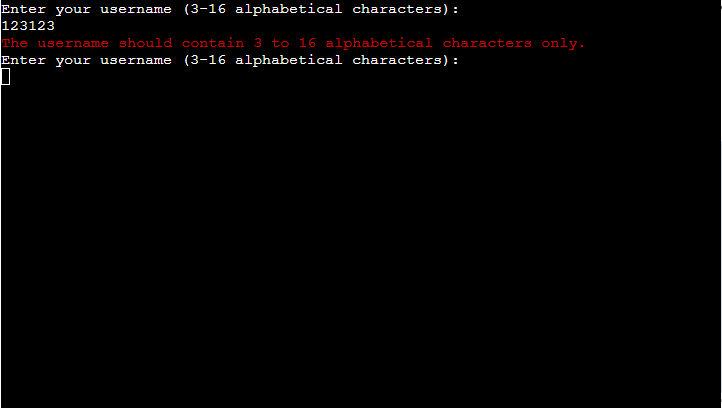 Enter your username (3-16 alphabetical characters):
123123
The username should contain 3 to 16 alphabetical characters only.
Enter your username (3-16 alphabetical characters):